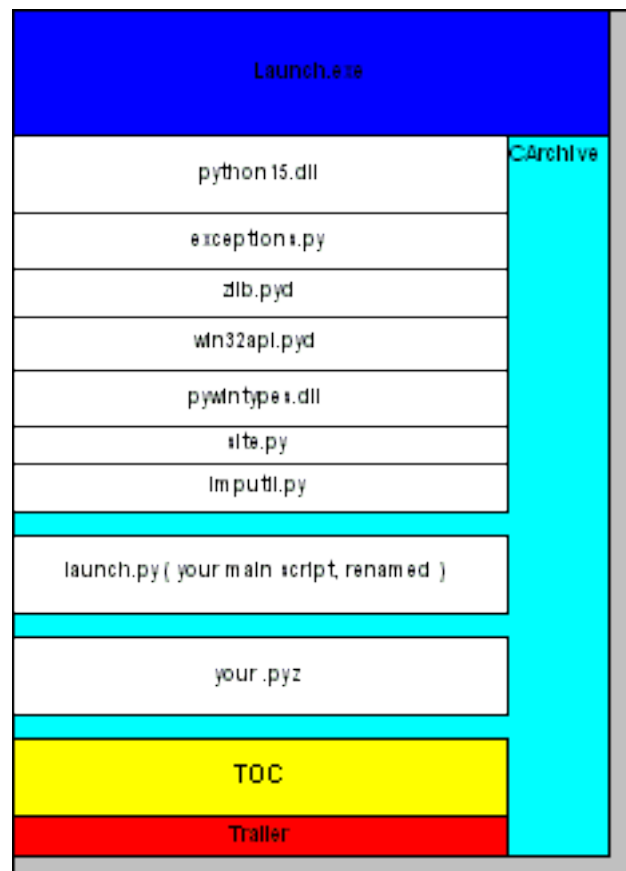 Launch.exe
CArchive
python15.dll
exceptions.py
zlib.pyd
win32api.pyd
pywintypes.dll
site.py
imputil.py
launch.py ( your main script, renamed )
your .pyz
TOC
Trailer